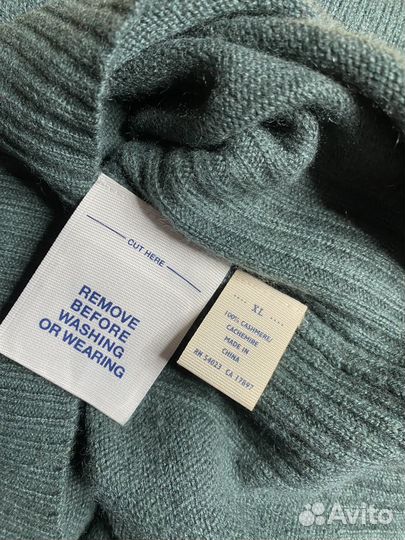 CUT HERE
REMOVE
BEFORE
WASHING
OR WEARING
.... XL ....
100% CASHMERE/
CACHEMIRE
MADE IN
CHINA
RN 54023 CA 17897
Avito